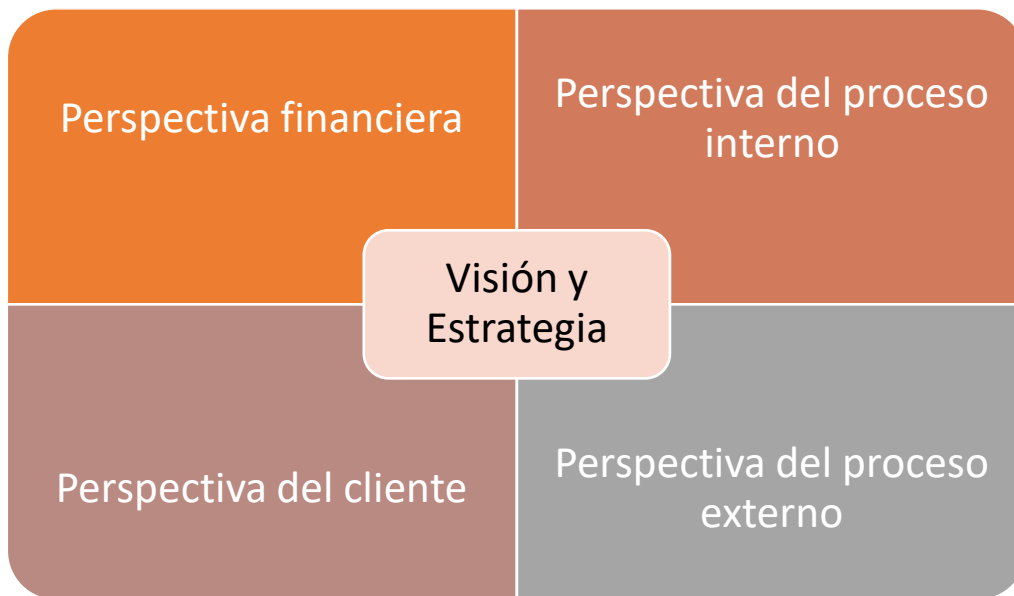 Perspectiva financiera
Perspectiva del proceso
interno
Visión y
Estrategia
Perspectiva del cliente
Perspectiva del proceso
externo